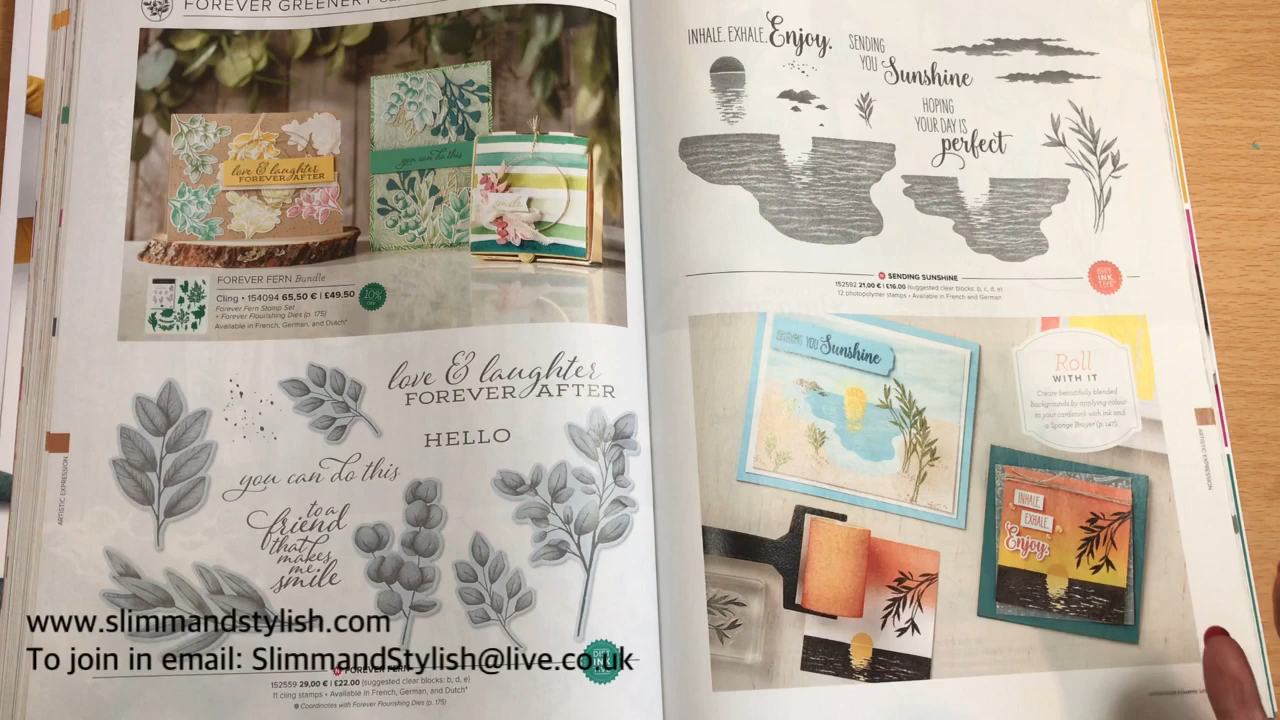 FOREVER GREENERY
love & laughter
FOREVER AFTER
you can do this
FOREVER FERN Bundle
Cling • 154094 65,50 € | £49.50
Forever Fern Stamp Set
+ Forever Flourishing Dies (p. 175)
Available in French, German, and Dutch*
10%
OFF
love & laughter
FOREVER AFTER
HELLO
you can do this
to a
friend
that
makes
me
smile
ARTISTIC EXPRESSION
www.slimmandstylish.com
To join in email: SlimmandStylish@live.co.uk
FOREVER FERN
152559 29,00 € | £22.00 (suggested clear blocks: b, d, e)
11 cling stamps • Available in French, German, and Dutch*
Coordinates with Forever Flourishing Dies (p. 175)
INHALE. EXHALE. Enjoy.
SENDING
YOU Sunshine
HOPING
YOUR DAY IS
perfect
SENDING SUNSHINE
152592 21,00 € | £16.00 (suggested clear blocks: b, c, d, e)
12 photopolymer stamps • Available in French and German
SENDING YOU Sunshine
Roll
WITH IT
Create beautifully blended
backgrounds by applying colour
to your cardstock with ink and
a Sponge Brayer (p. 147).
INHALE.
EXHALE.
Enjoy.
ARTISTIC EXPRESSION